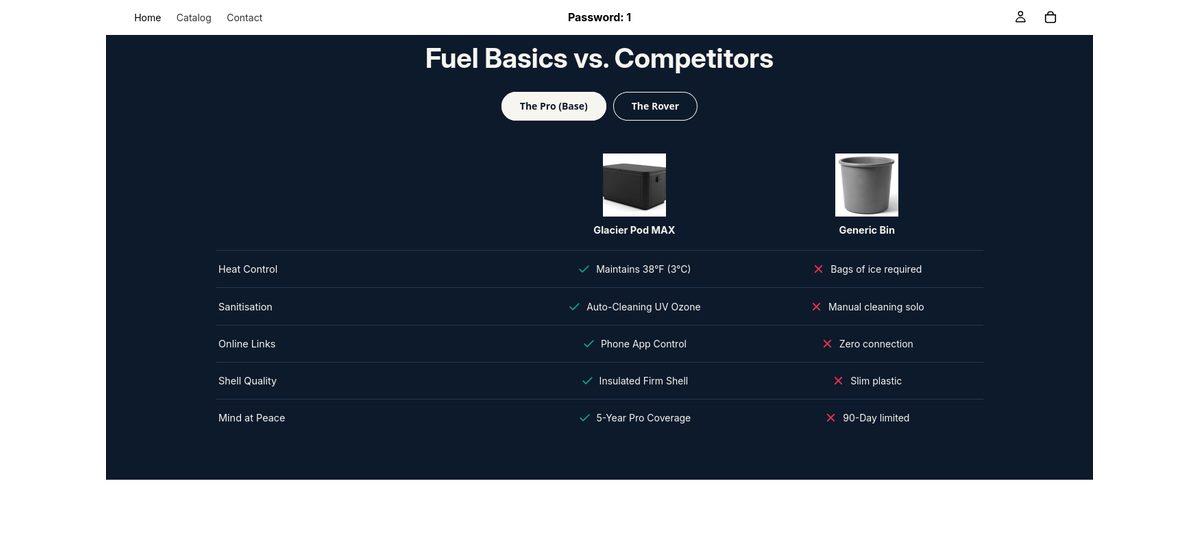 Home Catalog Contact Password: 1
Fuel Basics vs. Competitors
The Pro (Base) The Rover
Glacier Pod MAX Generic Bin
Heat Control Maintains 38°F (3°C) Bags of ice required
Sanitisation Auto-Cleaning UV Ozone Manual cleaning solo
Online Links Phone App Control Zero connection
Shell Quality Insulated Firm Shell Slim plastic
Mind at Peace 5-Year Pro Coverage 90-Day limited